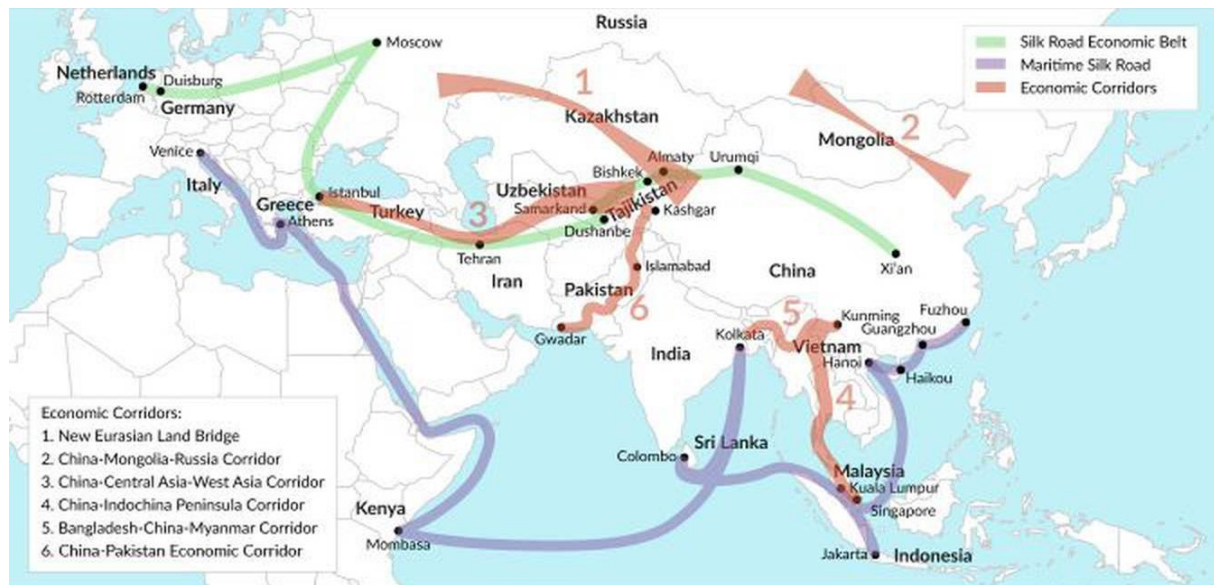 Russia
Silk Road Economic Belt
Maritime Silk Road
Economic Corridors
Moscow
Netherlands
Duisburg
Rotterdam
Germany
1
Kazakhstan
Mongolia
2
Venice
Italy
Almaty
Urumqi
Bishkek
Istanbul
Uzbekistan
Tajikistan
Greece
Athens
Turkey
3
Samarkand
Kashgar
Dushanbe
Tehran
Iran
Islamabad
China
Xi'an
Pakistan
6
Gwadar
5
Kunming
Fuzhou
Guangzhou
Kolkata
India
Vietnam
Hanoi
Haikou
4
Sri Lanka
Colombo
Malaysia
Kuala Lumpur
Singapore
Kenya
Mombasa
Jakarta
Indonesia
Economic Corridors:
1. New Eurasian Land Bridge
2. China-Mongolia-Russia Corridor
3. China-Central Asia-West Asia Corridor
4. China-Indochina Peninsula Corridor
5. Bangladesh-China-Myanmar Corridor
6. China-Pakistan Economic Corridor